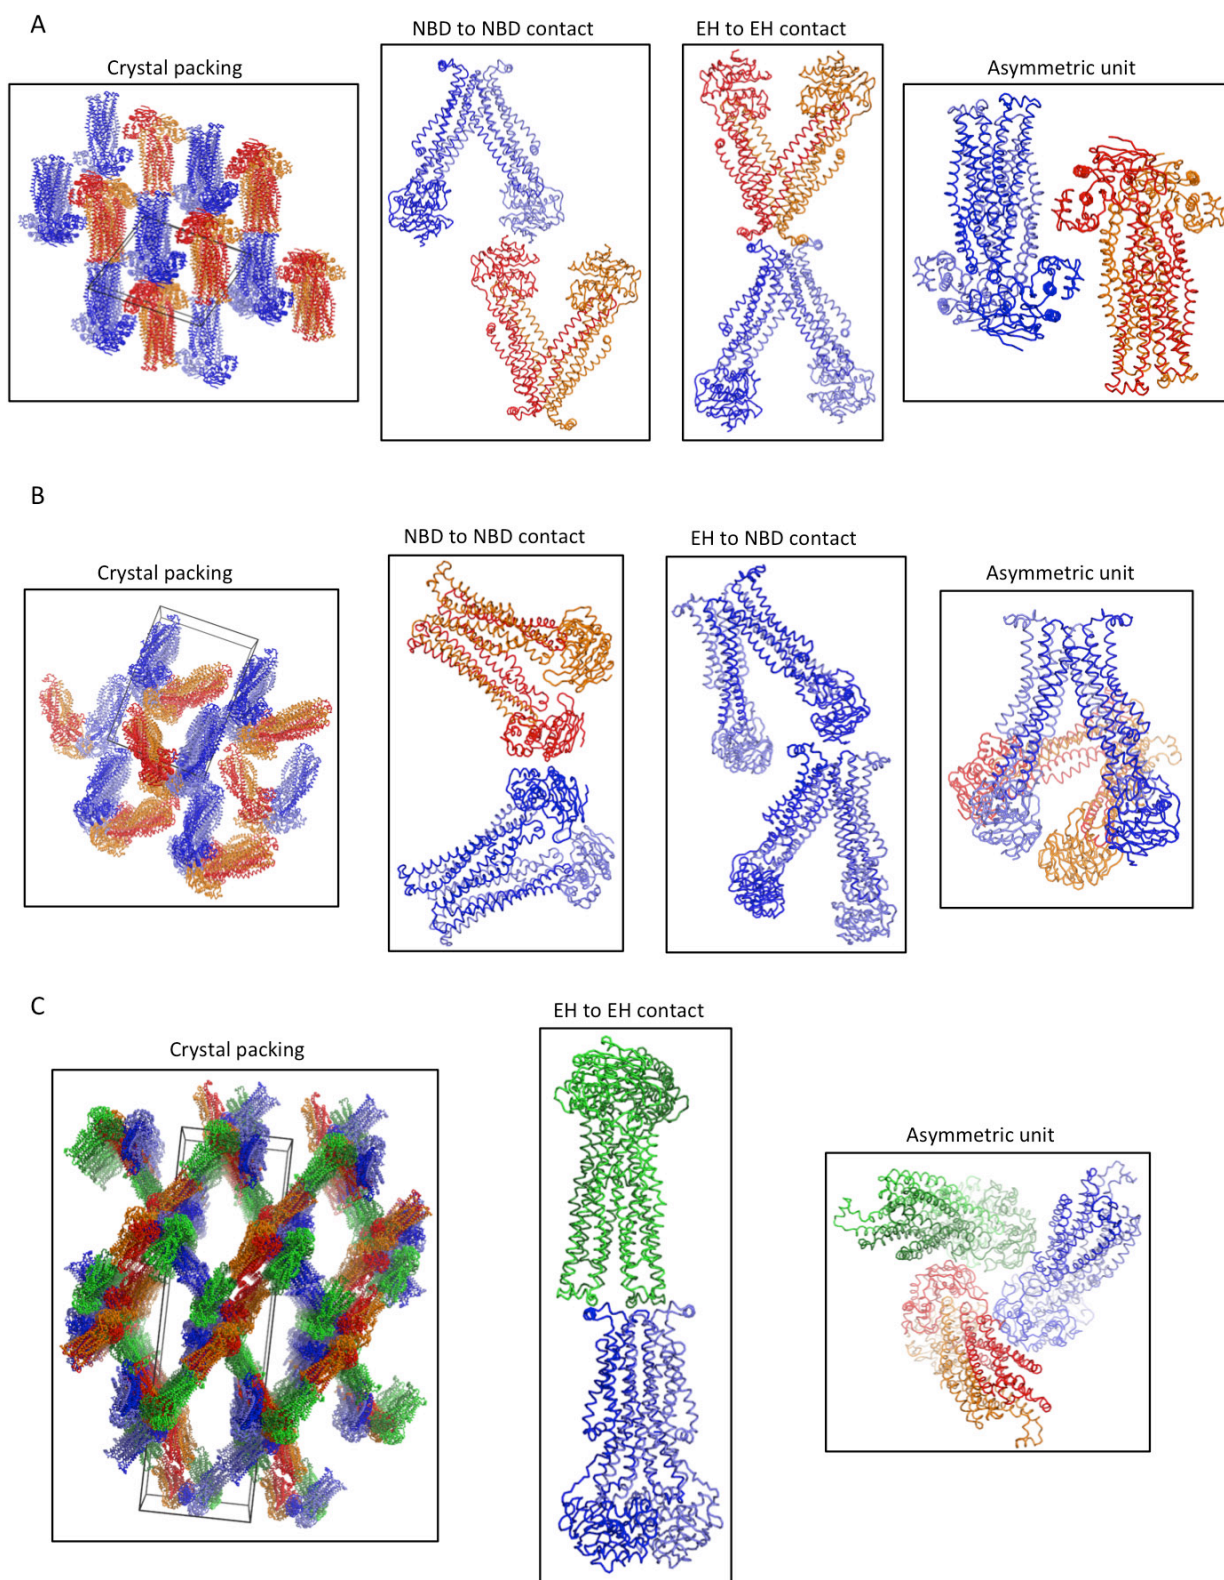 A
Crystal packing
NBD to NBD contact
EH to EH contact
Asymmetric unit
B
Crystal packing
NBD to NBD contact
EH to NBD contact
Asymmetric unit
C
Crystal packing
EH to EH contact
Asymmetric unit